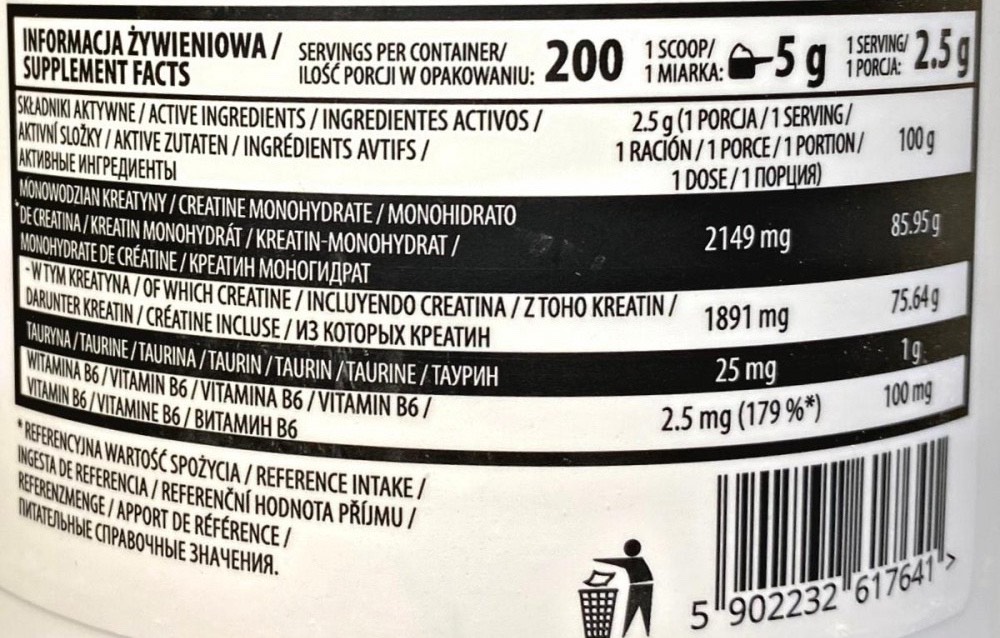 INFORMACJA ŻYWIENIOWA /
SUPPLEMENT FACTS
SERVINGS PER CONTAINER/
ILOŚĆ PORCJI W OPAKOWANIU: 200
1 SCOOP/
1 MIARKA: 5 g
1 SERVING/
1 PORCJA: 2.5 g
SKŁADNIKI AKTYWNE / ACTIVE INGREDIENTS / INGREDIENTES ACTIVOS /
AKTIVNÍ SLOŽKY / AKTIVE ZUTATEN / INGRÉDIENTS AVTIFS /
АКТИВНЫЕ ИНГРЕДИЕНТЫ
2.5 g (1 PORCJA / 1 SERVING /
1 RACIÓN / 1 PORCE / 1 PORTION /
1 DOSE / 1 ПОРЦИЯ)
100 g
MONOWODZIAN KREATYNY / CREATINE MONOHYDRATE / MONOHIDRATO
DE CREATINA / KREATIN MONOHYDRÁT / KREATIN-MONOHYDRAT /
MONOHYDRATE DE CRÉATINE / КРЕАТИН МОНОГИДРАТ
2149 mg
85.95 g
- W TYM KREATYNA / OF WHICH CREATINE / INCLUYENDO CREATINA / Z TOHO KREATIN /
DARUNTER KREATIN / CRÉATINE INCLUSE / ИЗ КОТОРЫХ КРЕАТИН
1891 mg
75.64 g
TAURYNA / TAURINE / TAURINA / TAURIN / TAURIN / TAURINE / ТАУРИН
25 mg
1 g
WITAMINA B6 / VITAMIN B6 / VITAMINA B6 / VITAMIN B6 /
VITAMIN B6 / VITAMINE B6 / ВИТАМИН B6
2.5 mg (179 %*)
100 mg
* REFERENCYJNA WARTOŚĆ SPOŻYCIA / REFERENCE INTAKE /
INGESTA DE REFERENCIA / REFERENČNÍ HODNOTA PŘÍJMU /
REFERENZMENGE / APPORT DE RÉFÉRENCE /
ПИТАТЕЛЬНЫЕ СПРАВОЧНЫЕ ЗНАЧЕНИЯ.
5 902232 617641 >